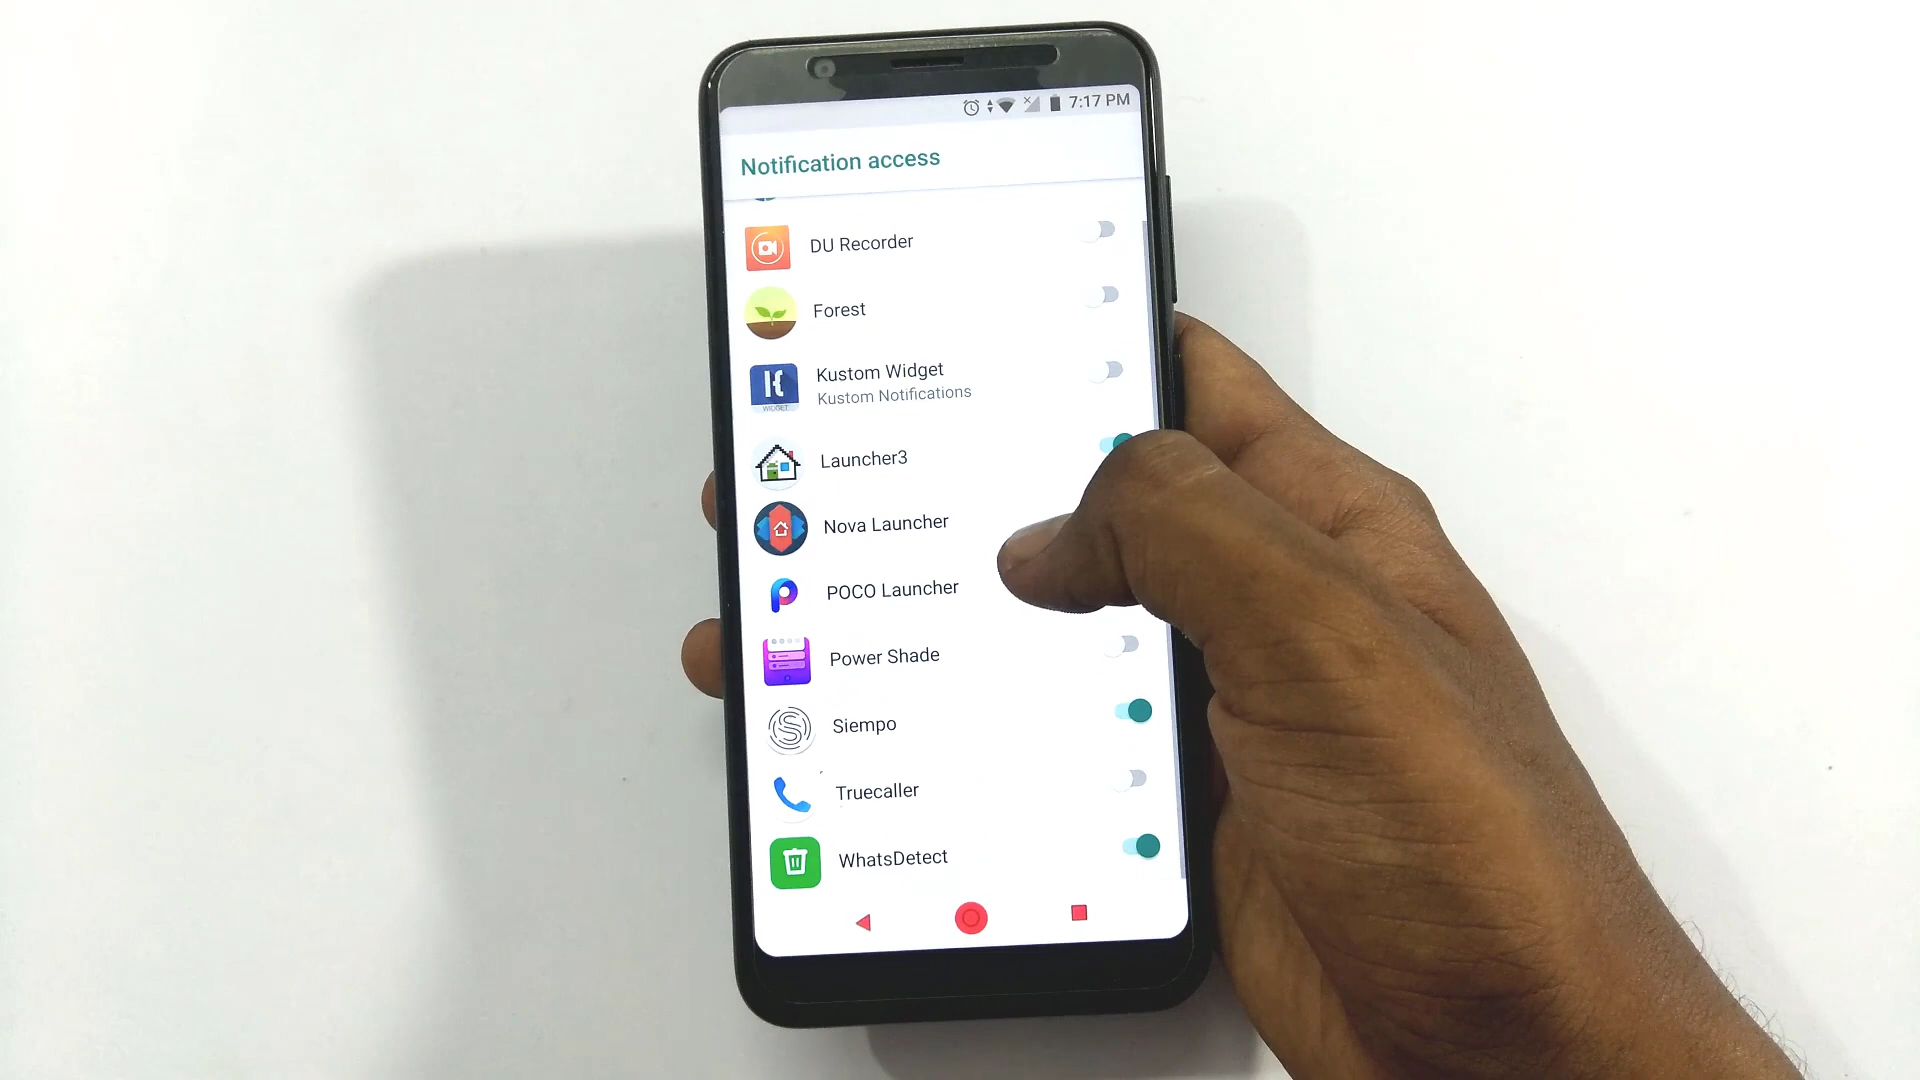 7:17 PM
Notification access
DU Recorder
Forest
Kustom Widget
Kustom Notifications
WIDGET
Launcher3
Nova Launcher
POCO Launcher
Power Shade
Siempo
Truecaller
WhatsDetect